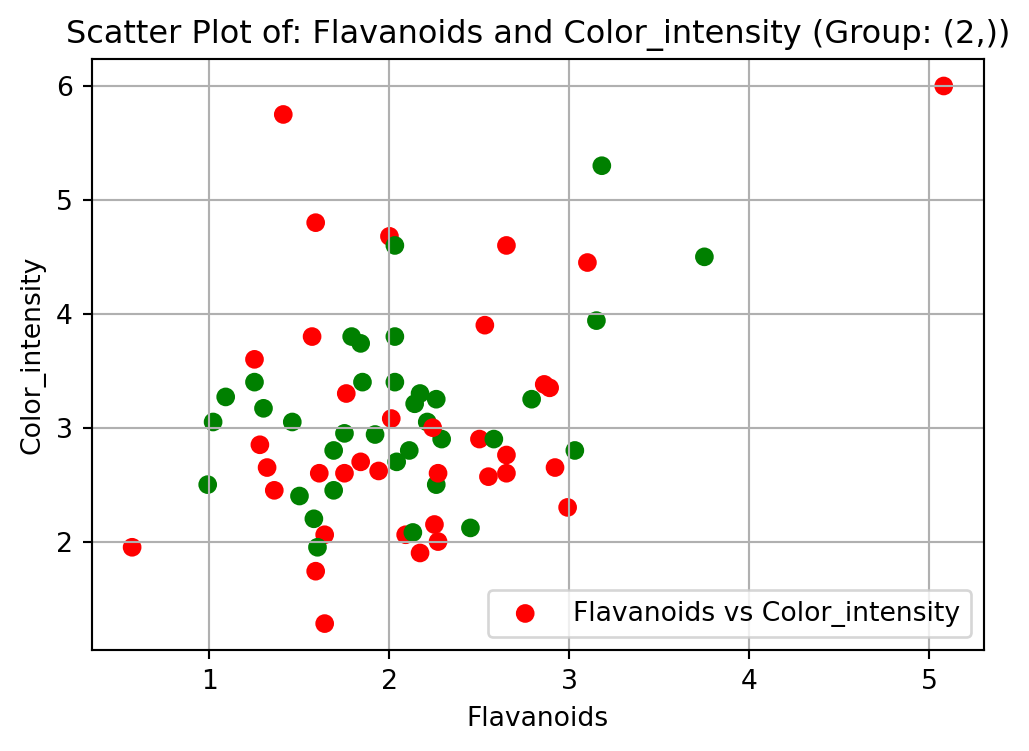 Scatter Plot of: Flavanoids and Color_intensity (Group: (2,))
6
5
4
3
2
Color_intensity
Flavanoids vs Color_intensity
1
2
3
4
5
Flavanoids